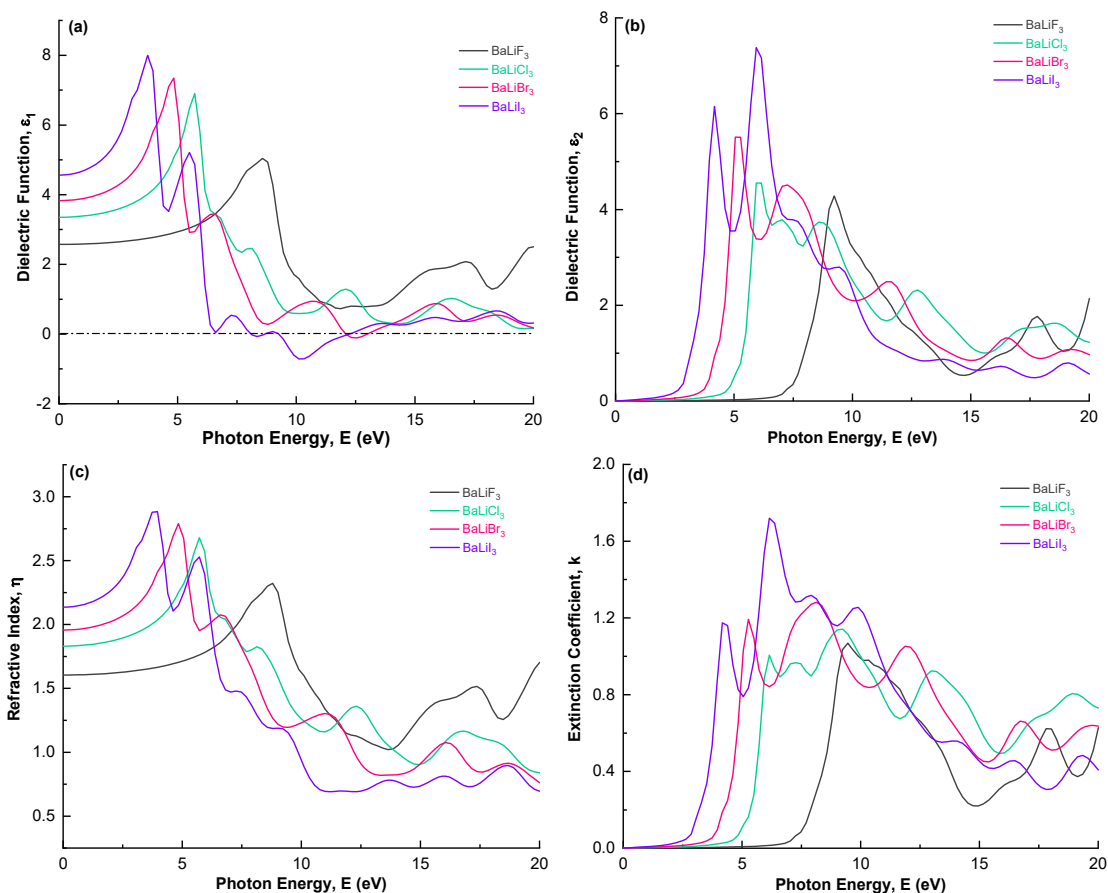 (a)
BaLiF₃
BaLiCl₃
BaLiBr₃
BaLiI₃
Dielectric Function, ε₁
8
6
4
2
0
-2
0
5
10
15
20
Photon Energy, E (eV)
(b)
BaLiF₃
BaLiCl₃
BaLiBr₃
BaLiI₃
Dielectric Function, ε₂
8
6
4
2
0
0
5
10
15
20
Photon Energy, E (eV)
(c)
BaLiF₃
BaLiCl₃
BaLiBr₃
BaLiI₃
Refractive Index, η
3.0
2.5
2.0
1.5
1.0
0.5
0
5
10
15
20
Photon Energy, E (eV)
(d)
BaLiF₃
BaLiCl₃
BaLiBr₃
BaLiI₃
Extinction Coefficient, k
2.0
1.6
1.2
0.8
0.4
0.0
0
5
10
15
20
Photon Energy, E (eV)